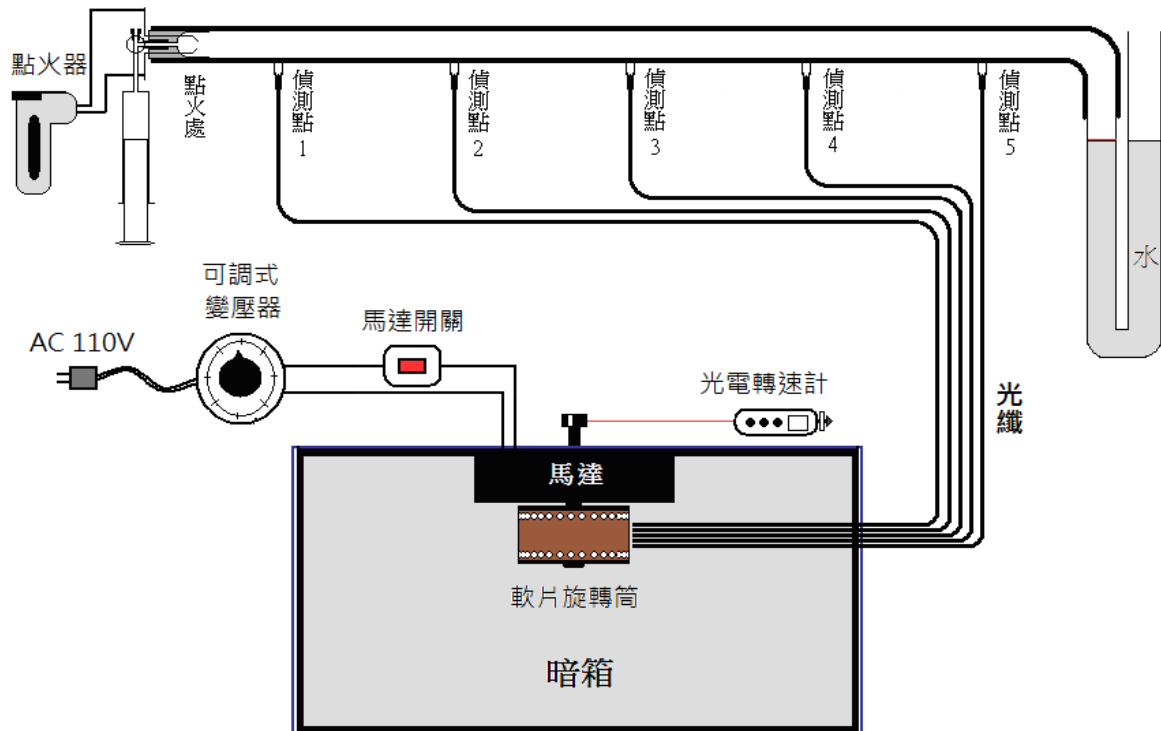 點火器
點火處
偵測點1
偵測點2
偵測點3
偵測點4
偵測點5
水
可調式
變壓器
馬達開關
AC 110V
光電轉速計
光纖
馬達
軟片旋轉筒
暗箱